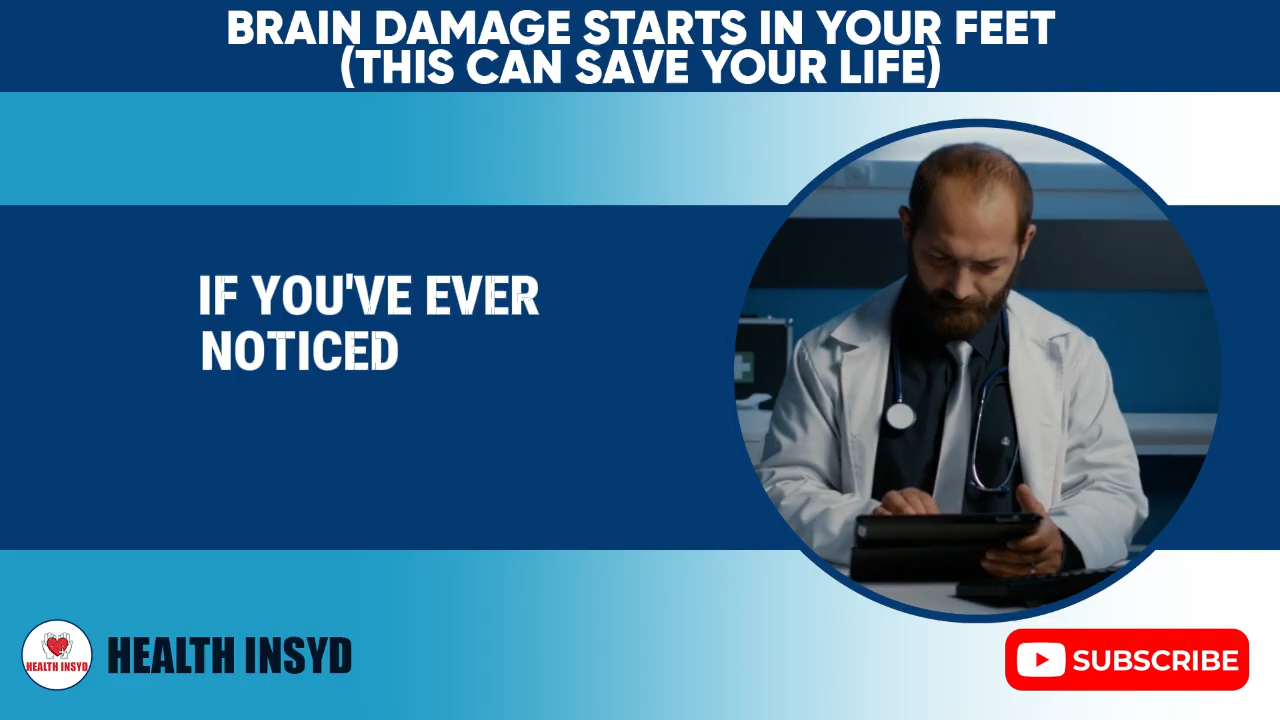 BRAIN DAMAGE STARTS IN YOUR FEET
(THIS CAN SAVE YOUR LIFE)
IF YOU'VE EVER
NOTICED
HEALTH INSYD
HEALTH INSYD
SUBSCRIBE